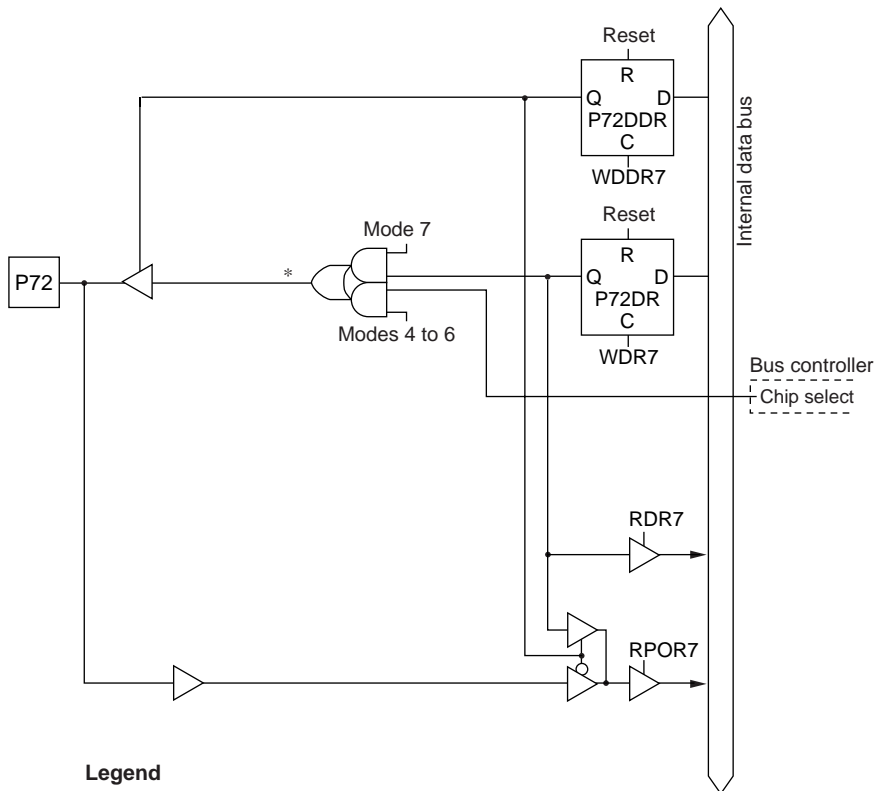 Reset
R
Q D
P72DDR
C
WDDR7
Internal data bus
Reset
Mode 7
R
P72
*
Q D
P72DR
C
Modes 4 to 6
WDR7
Bus controller
Chip select
RDR7
RPOR7
Legend